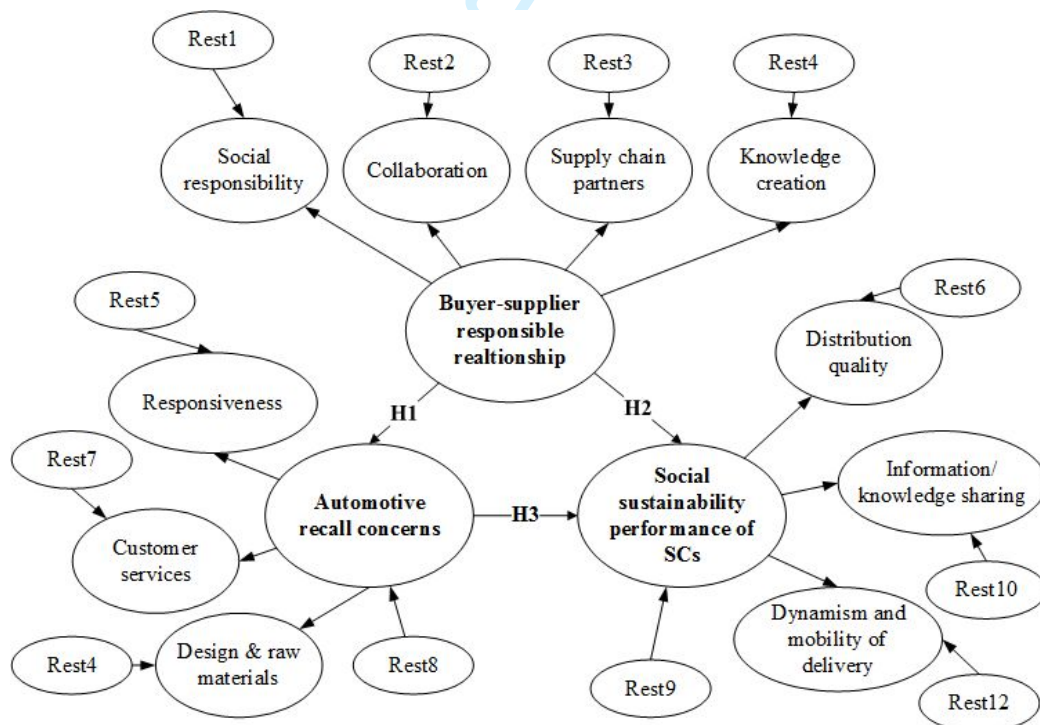 Rest1
Rest2
Rest3
Rest4
Social
responsibility
Collaboration
Supply chain
partners
Knowledge
creation
Buyer-supplier
responsible
realtionship
Rest5
Rest6
Distribution
quality
Responsiveness
H1
H2
Rest7
Automotive
recall concerns
H3
Social
sustainability
performance of
SCs
Information/
knowledge sharing
Customer
services
Rest10
Dynamism and
mobility of
delivery
Rest4
Design & raw
materials
Rest8
Rest9
Rest12